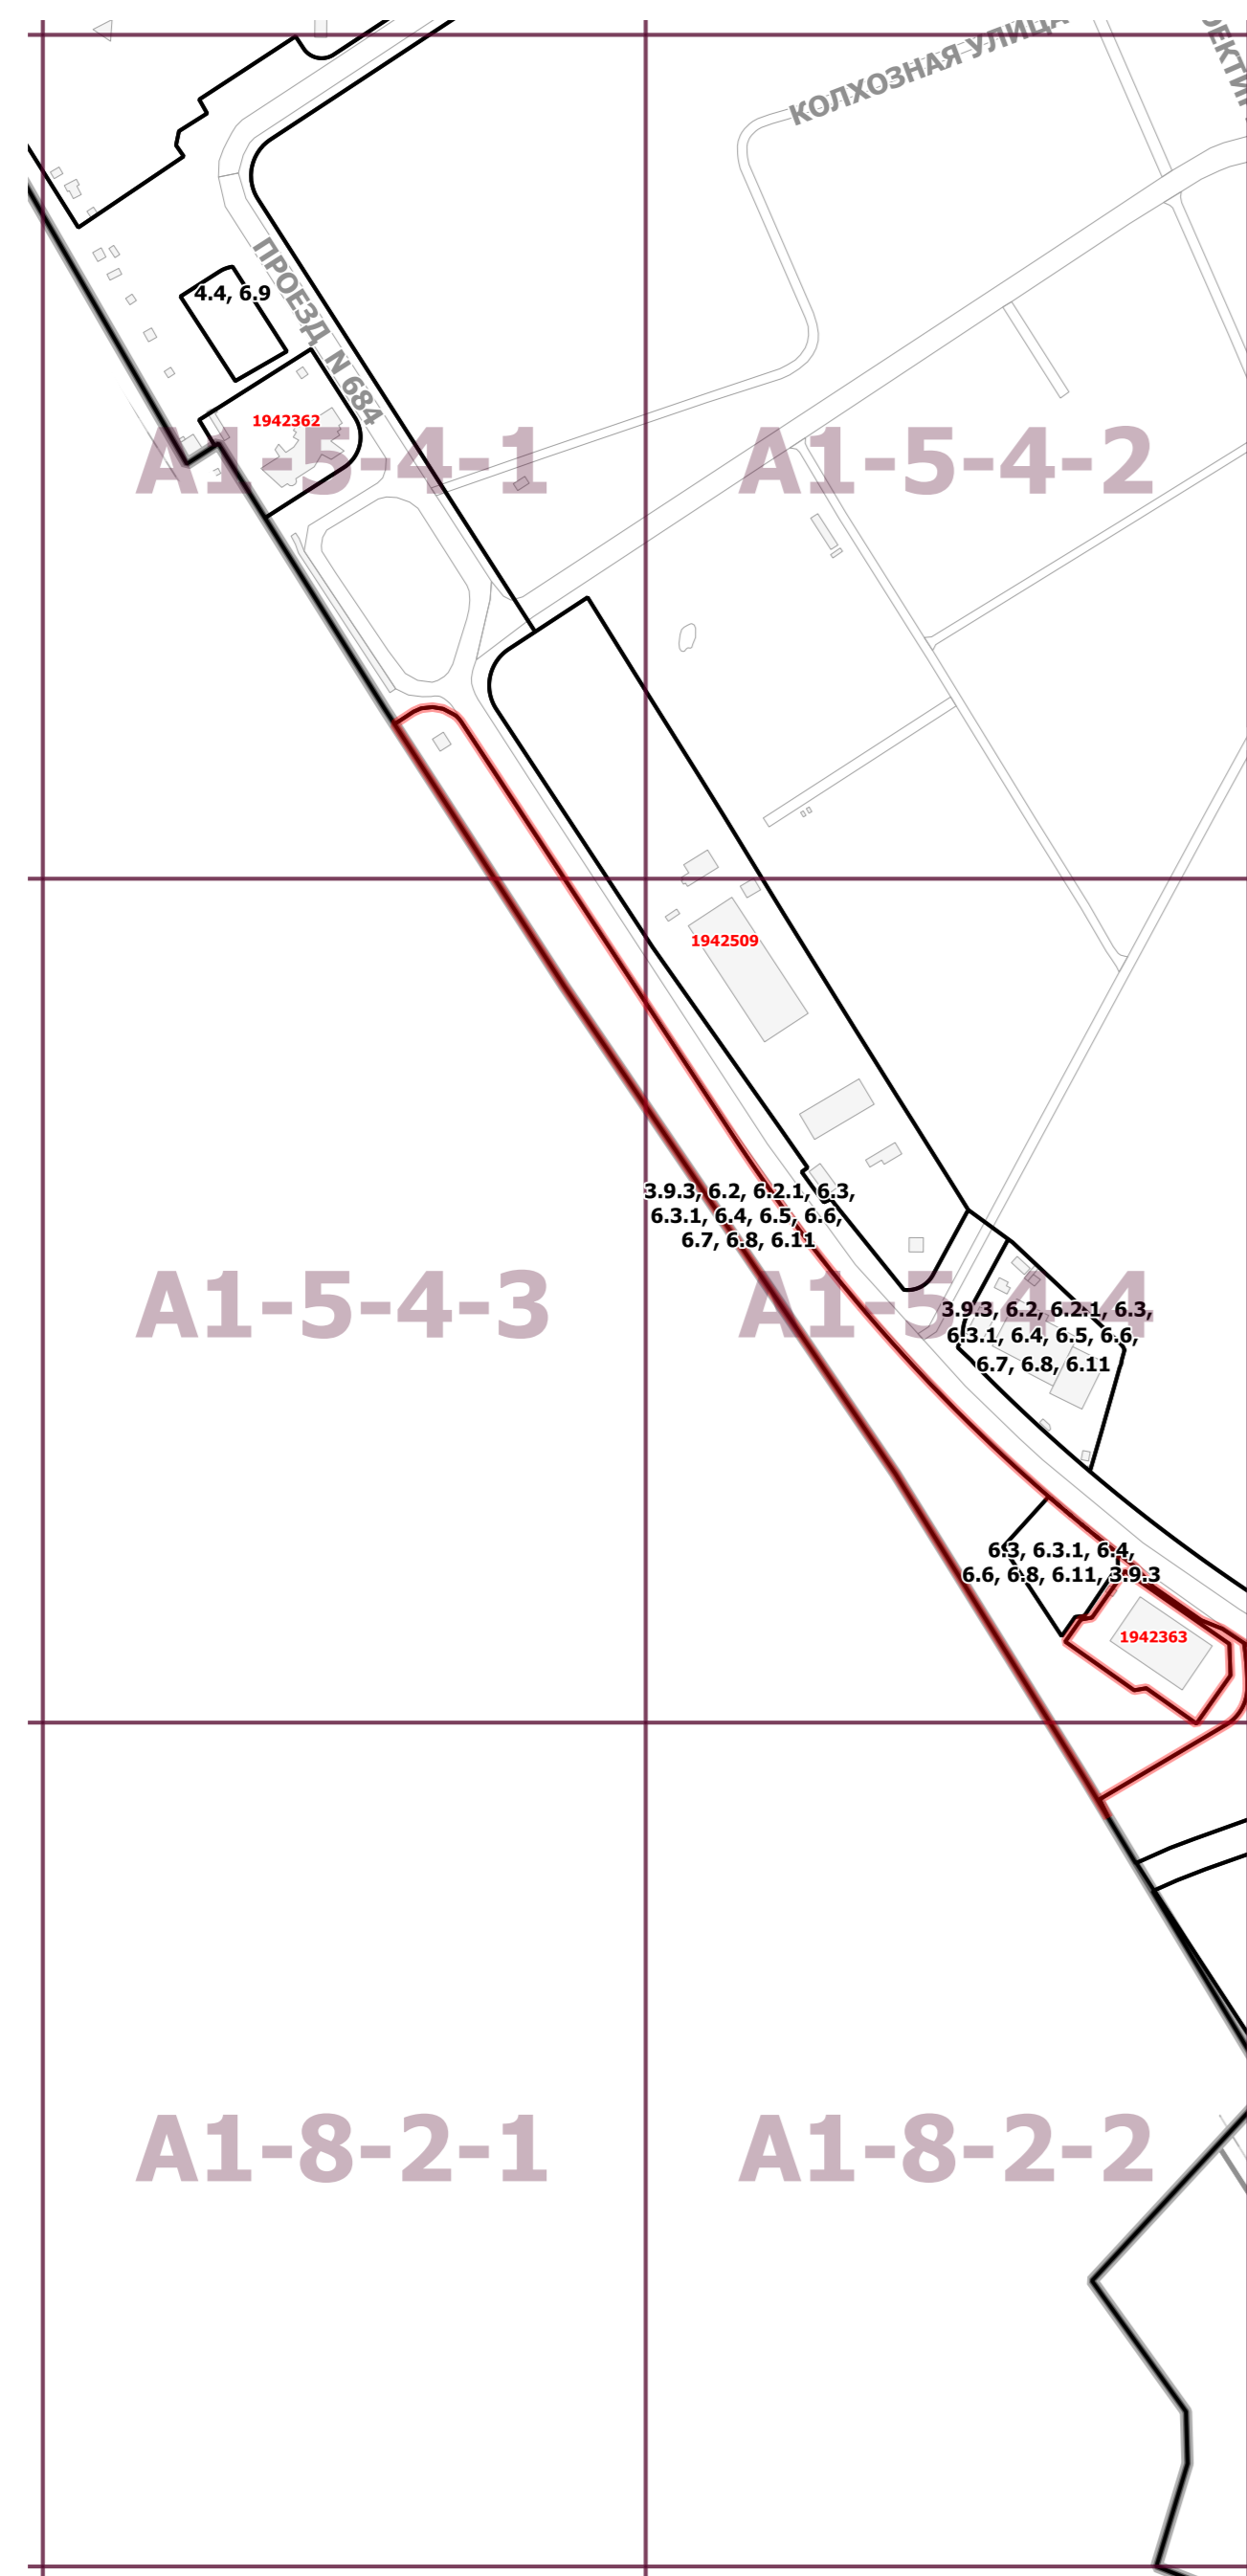 КОЛХОЗНАЯ УЛИЦА
ПРОЕЗД N 684
4.4, 6.9
1942362
A1-5-4-1
A1-5-4-2
1942509
3.9.3, 6.2, 6.2.1, 6.3,
6.3.1, 6.4, 6.5, 6.6,
6.7, 6.8, 6.11
A1-5-4-3
A1-5-4-4
3.9.3, 6.2, 6.2.1, 6.3,
6.3.1, 6.4, 6.5, 6.6,
6.7, 6.8, 6.11
6.3, 6.3.1, 6.4,
6.6, 6.8, 6.11, 3.9.3
1942363
A1-8-2-1
A1-8-2-2